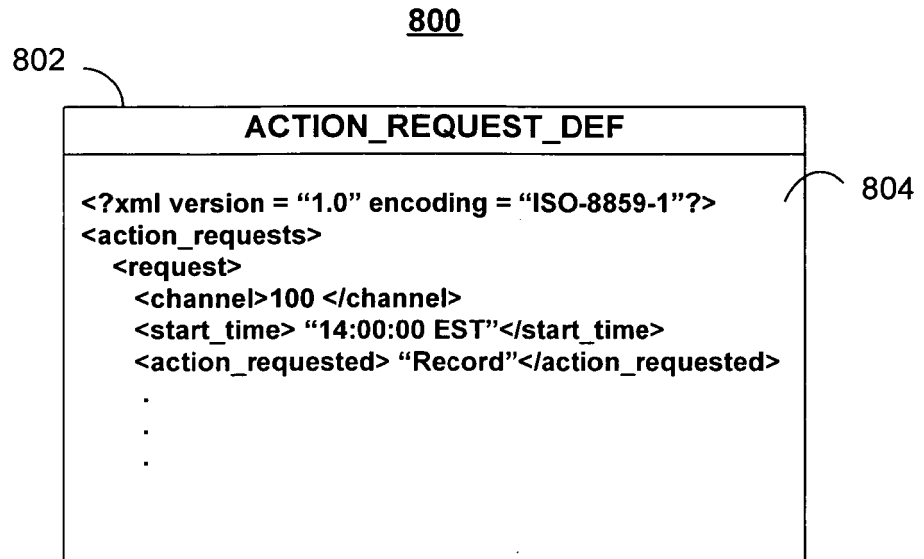 800
802
ACTION_REQUEST_DEF
804
<?xml version = “1.0” encoding = “ISO-8859-1”?>
<action_requests>
<request>
<channel>100 </channel>
<start_time> “14:00:00 EST”</start_time>
<action_requested> “Record”</action_requested>
.
.
.